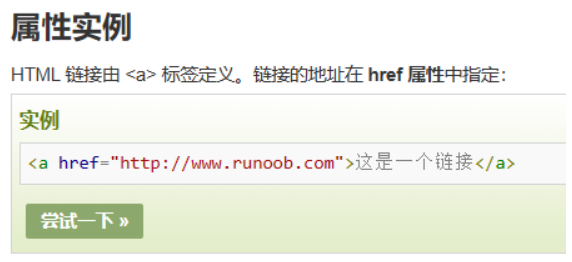 属性实例
HTML 链接由 <a> 标签定义。链接的地址在 href 属性中指定：
实例
<a href="http://www.runoob.com">这是一个链接</a>
尝试一下 »